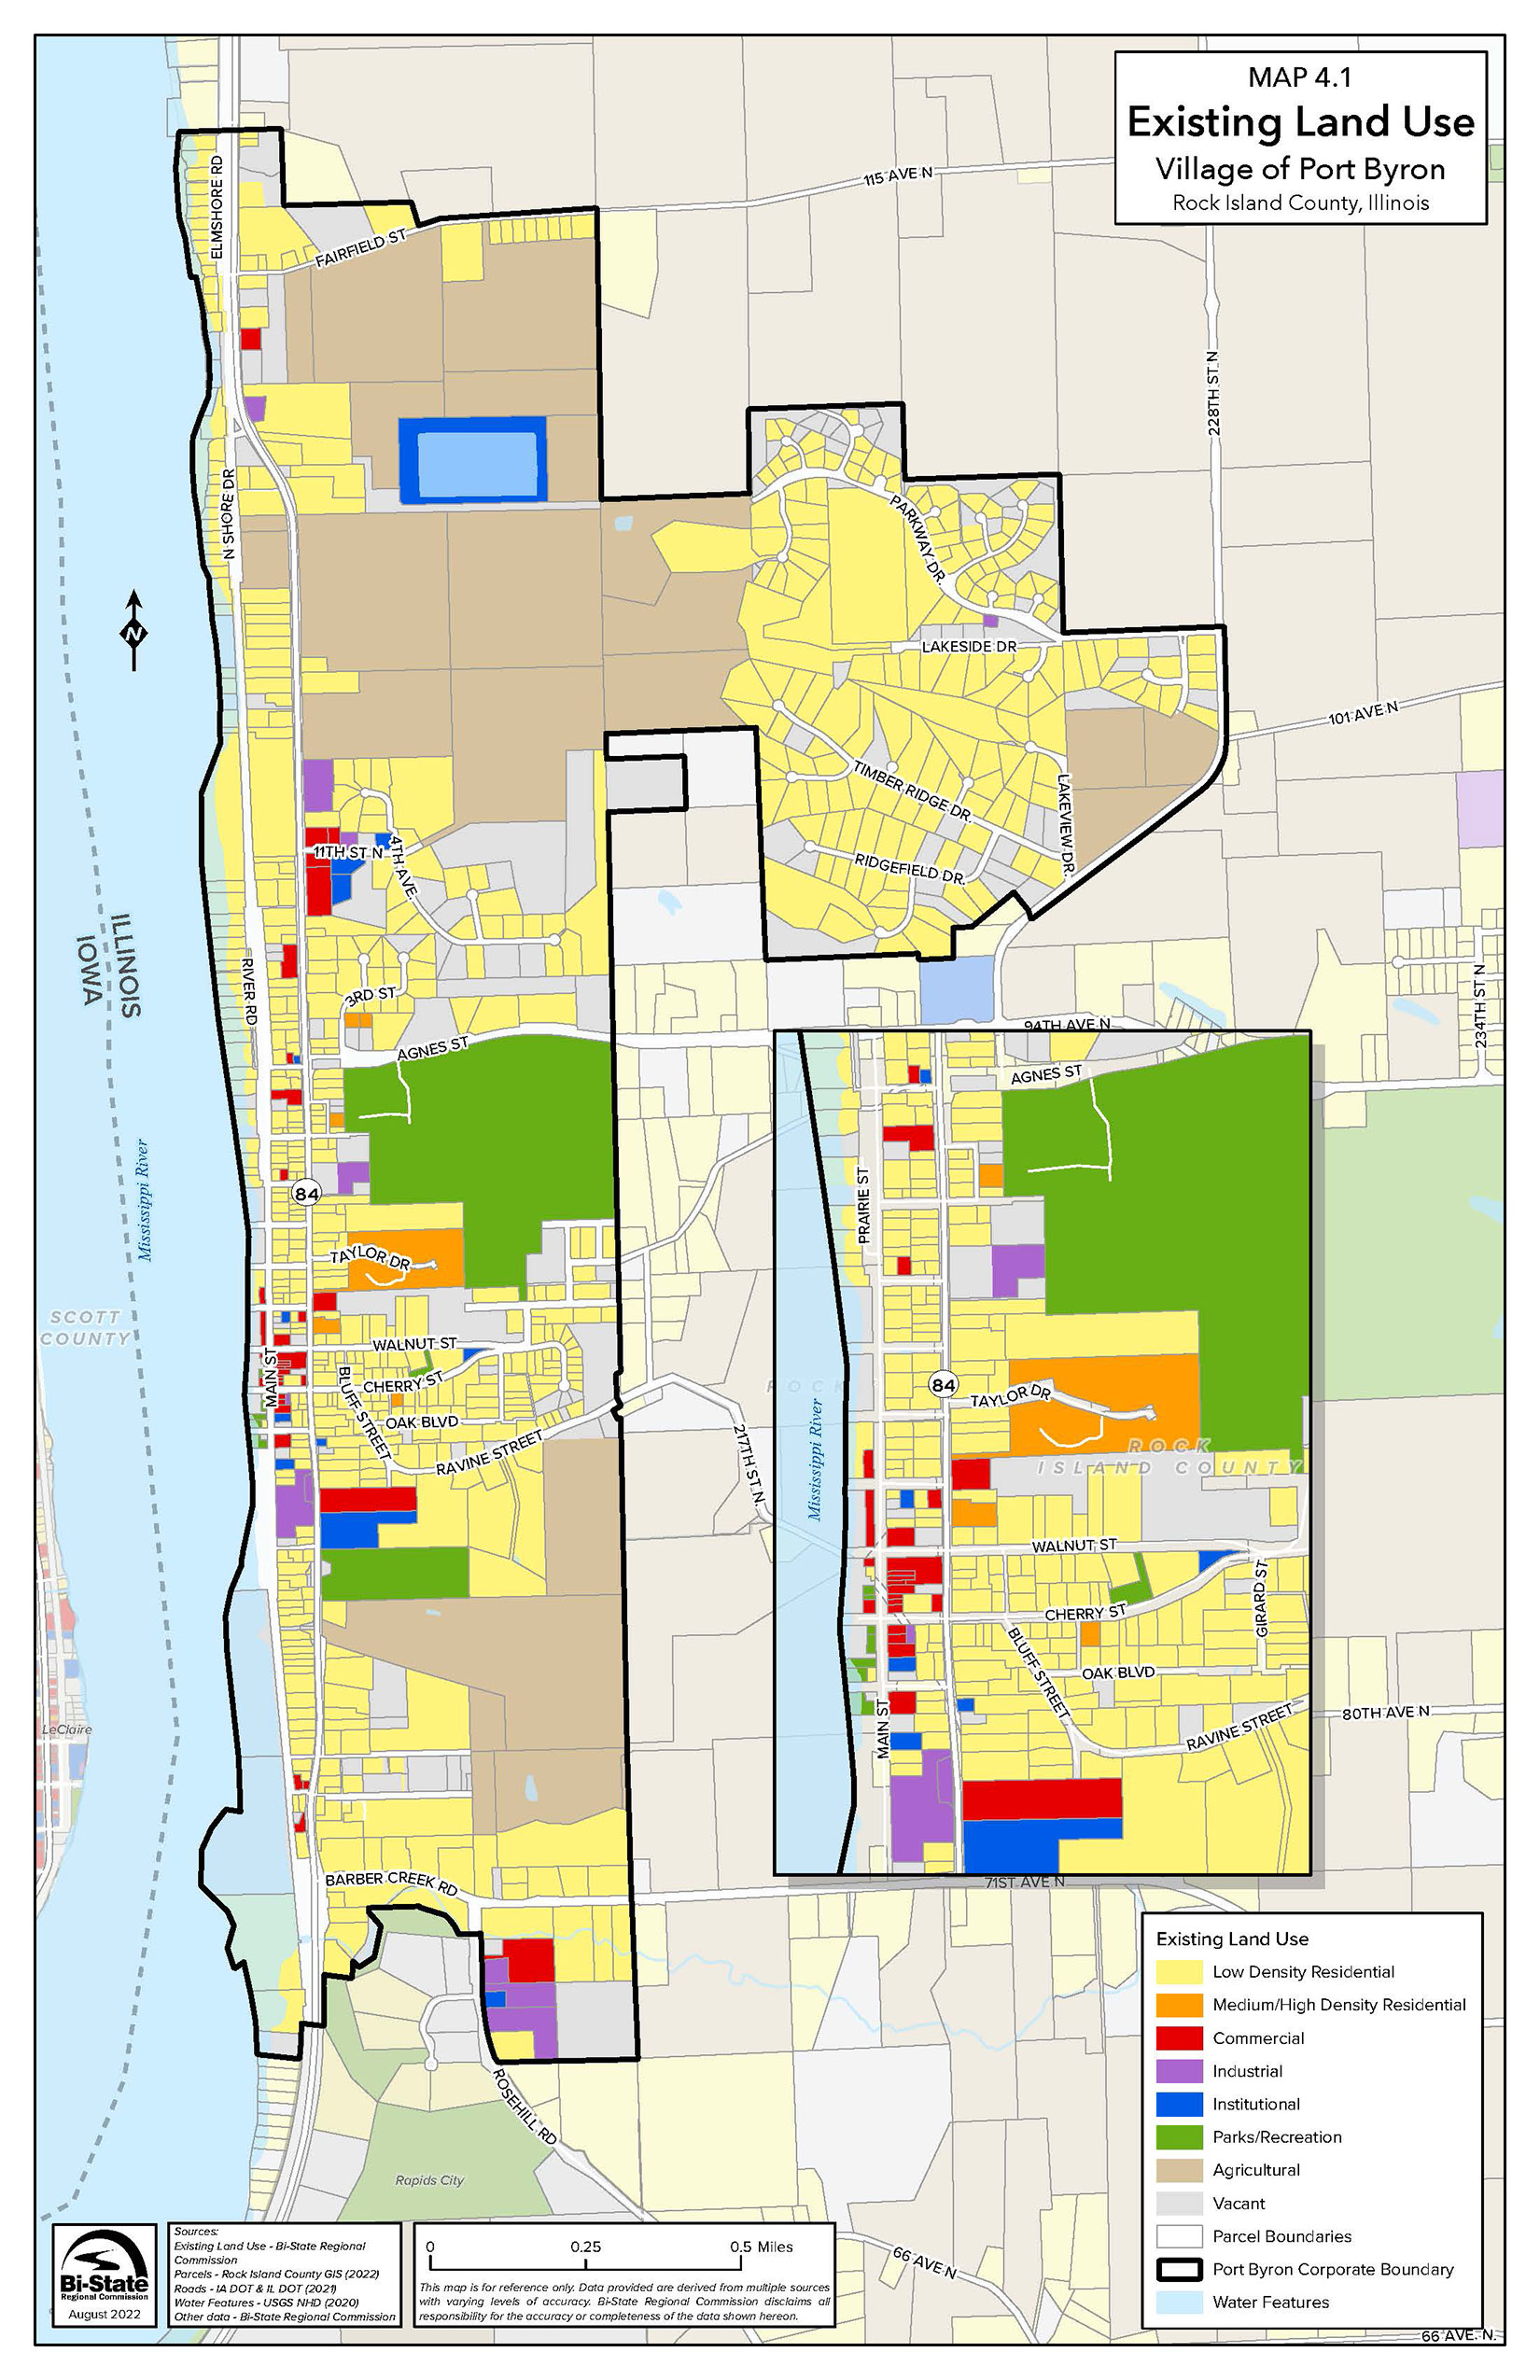 MAP 4.1
Existing Land Use
Village of Port Byron
Rock Island County, Illinois
ELMSHORE RD
115 AVE N
FAIRFIELD ST
228TH ST N
N SHORE DR
PARKWAY DR.
N
LAKESIDE DR
101 AVE N
TIMBER RIDGE DR.
LAKEVIEW DR.
11TH ST N
4TH AVE.
RIDGEFIELD DR.
ILLINOIS
IOWA
RIVER RD
3RD ST
234TH ST N
94TH AVE N
AGNES ST
AGNES ST
Mississippi River
PRAIRIE ST
84
TAYLOR DR
SCOTT
COUNTY
WALNUT ST
MAIN ST
BLUFF STREET
CHERRY ST
OAK BLVD
RAVINE STREET
217TH ST N.
ROCK
84
TAYLOR DR
Mississippi River
ROCK
ISLAND COUNTY
WALNUT ST
GIRARD ST
CHERRY ST
BLUFF STREET
OAK BLVD
MAIN ST
RAVINE STREET
80TH AVE N
LeClaire
BARBER CREEK RD
71ST AVE N
ROSEHILL RD
Rapids City
66 AVE N
66 AVE. N.
Existing Land Use
Low Density Residential
Medium/High Density Residential
Commercial
Industrial
Institutional
Parks/Recreation
Agricultural
Vacant
Parcel Boundaries
Port Byron Corporate Boundary
Water Features
Bi-State
Regional Commission
August 2022
Sources:
Existing Land Use - Bi-State Regional
Commission
Parcels - Rock Island County GIS (2022)
Roads - IA DOT & IL DOT (2021)
Water Features - USGS NHD (2020)
Other data - Bi-State Regional Commission
0 0.25 0.5 Miles
This map is for reference only. Data provided are derived from multiple sources
with varying levels of accuracy. Bi-State Regional Commission disclaims all
responsibility for the accuracy or completeness of the data shown hereon.